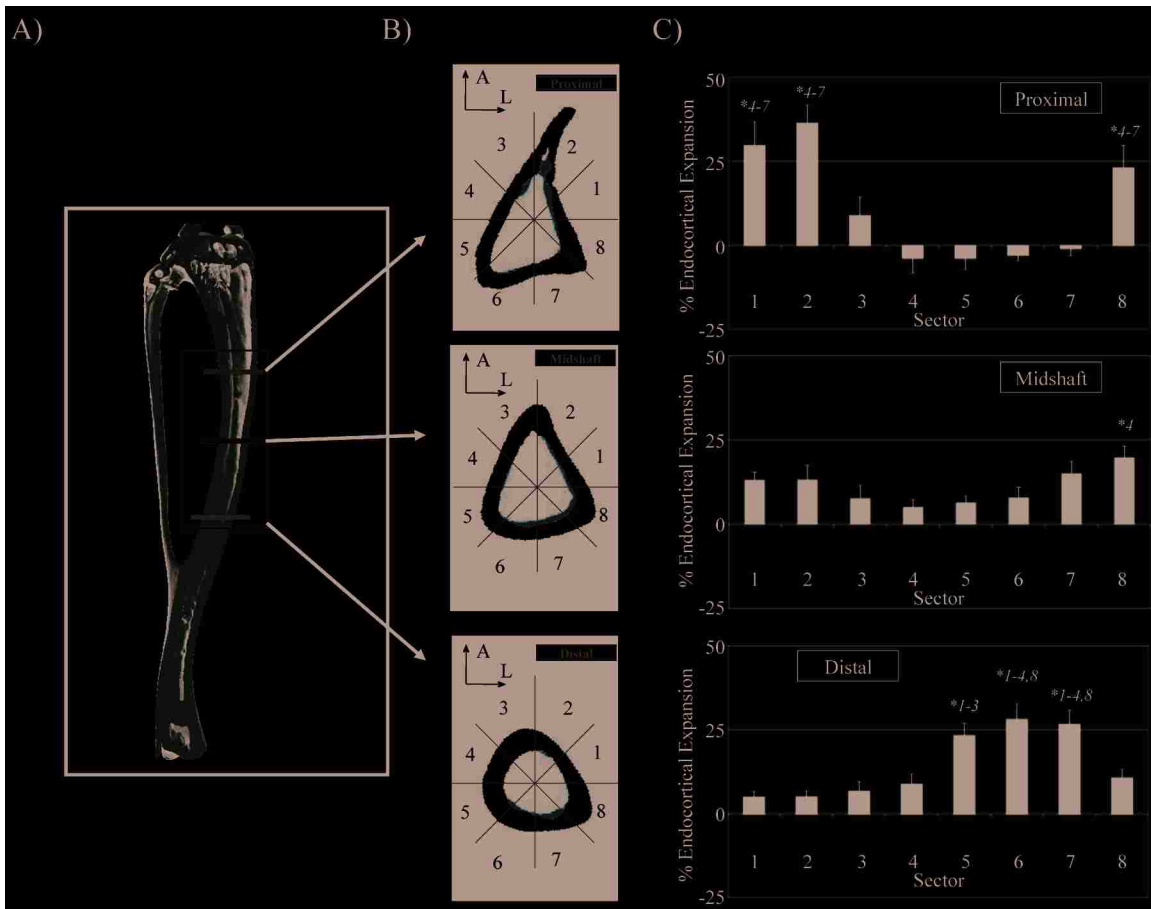 A)
B)
C)
A
L
Proximal
3
2
4
1
5
8
6
7
A
L
Midshaft
3
2
4
1
5
8
6
7
A
L
Distal
3
2
4
1
5
8
6
7
% Endocortical Expansion
50
25
0
-25
*4-7
*4-7
*4-7
Proximal
1 2 3 4 5 6 7 8
Sector
% Endocortical Expansion
50
25
0
-25
*4
Midshaft
1 2 3 4 5 6 7 8
Sector
% Endocortical Expansion
50
25
0
-25
Distal
*1-3
*1-4,8
*1-4,8
1 2 3 4 5 6 7 8
Sector